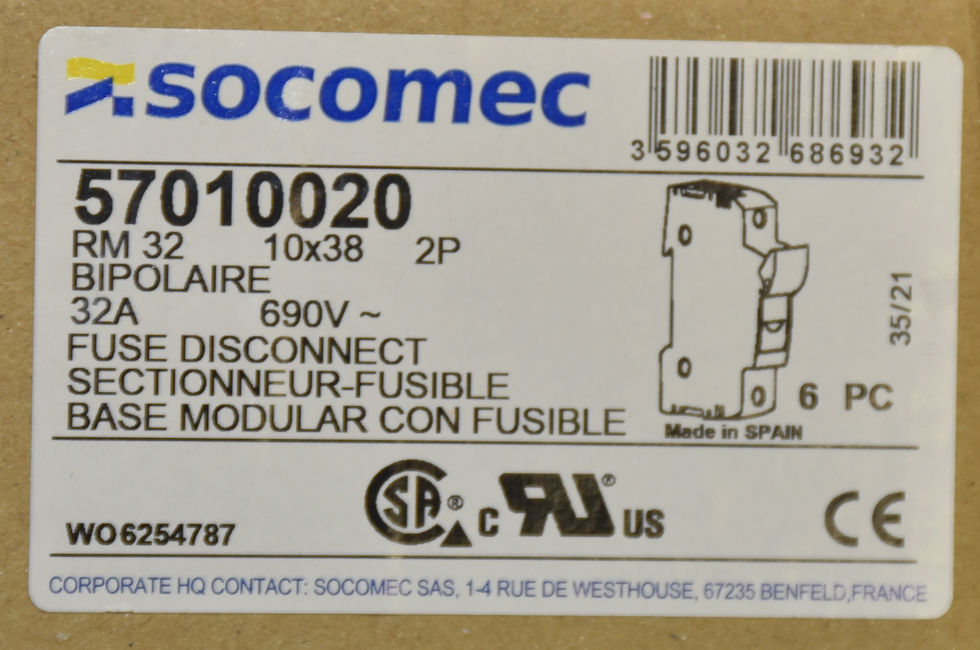 socomec
3 596032 686932
57010020
RM 32 10x38 2P
BIPOLAIRE
32A 690V ~
FUSE DISCONNECT
SECTIONNEUR-FUSIBLE
BASE MODULAR CON FUSIBLE
35/21
6 PC
Made in SPAIN
WO6254787
SA ®
C RU ® US
CE
CORPORATE HQ CONTACT: SOCOMEC SAS, 1-4 RUE DE WESTHOUSE, 67235 BENFELD,FRANCE